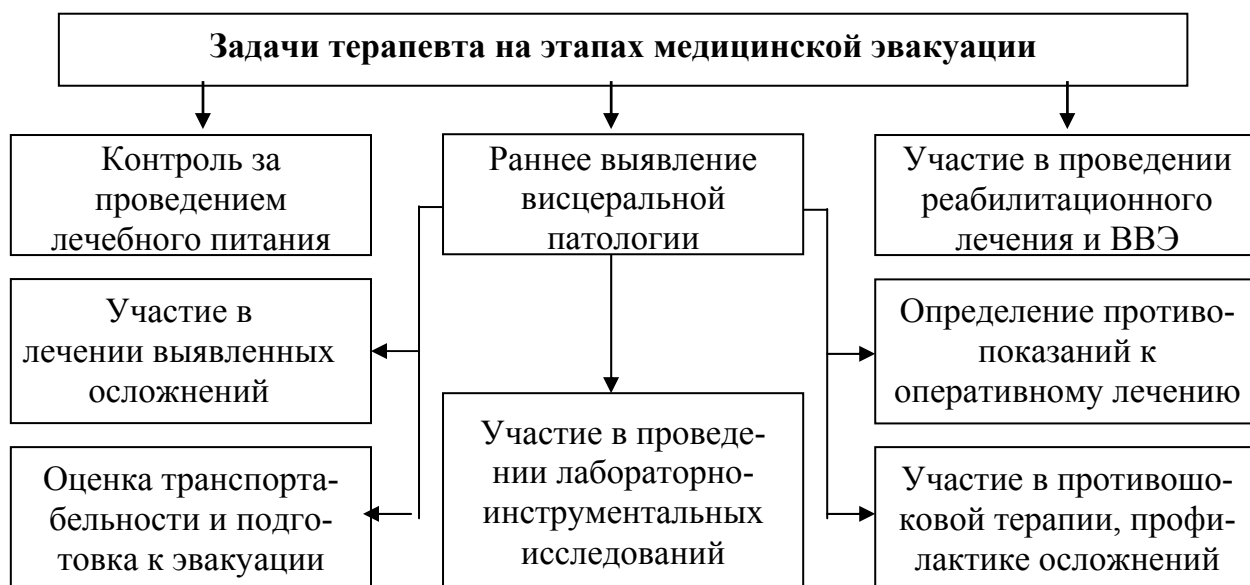 Задачи терапевта на этапах медицинской эвакуации
Контроль за
проведением
лечебного питания
Раннее выявление
висцеральной
патологии
Участие в проведении
реабилитационного
лечения и ВВЭ
Участие в
лечении выявленных
осложнений
Определение противо-
показаний к
оперативному лечению
Участие в проведе-
нии лабораторно-
инструментальных
исследований
Оценка транспорта-
бельности и подго-
товка к эвакуации
Участие в противошо-
ковой терапии, профи-
лактике осложнений